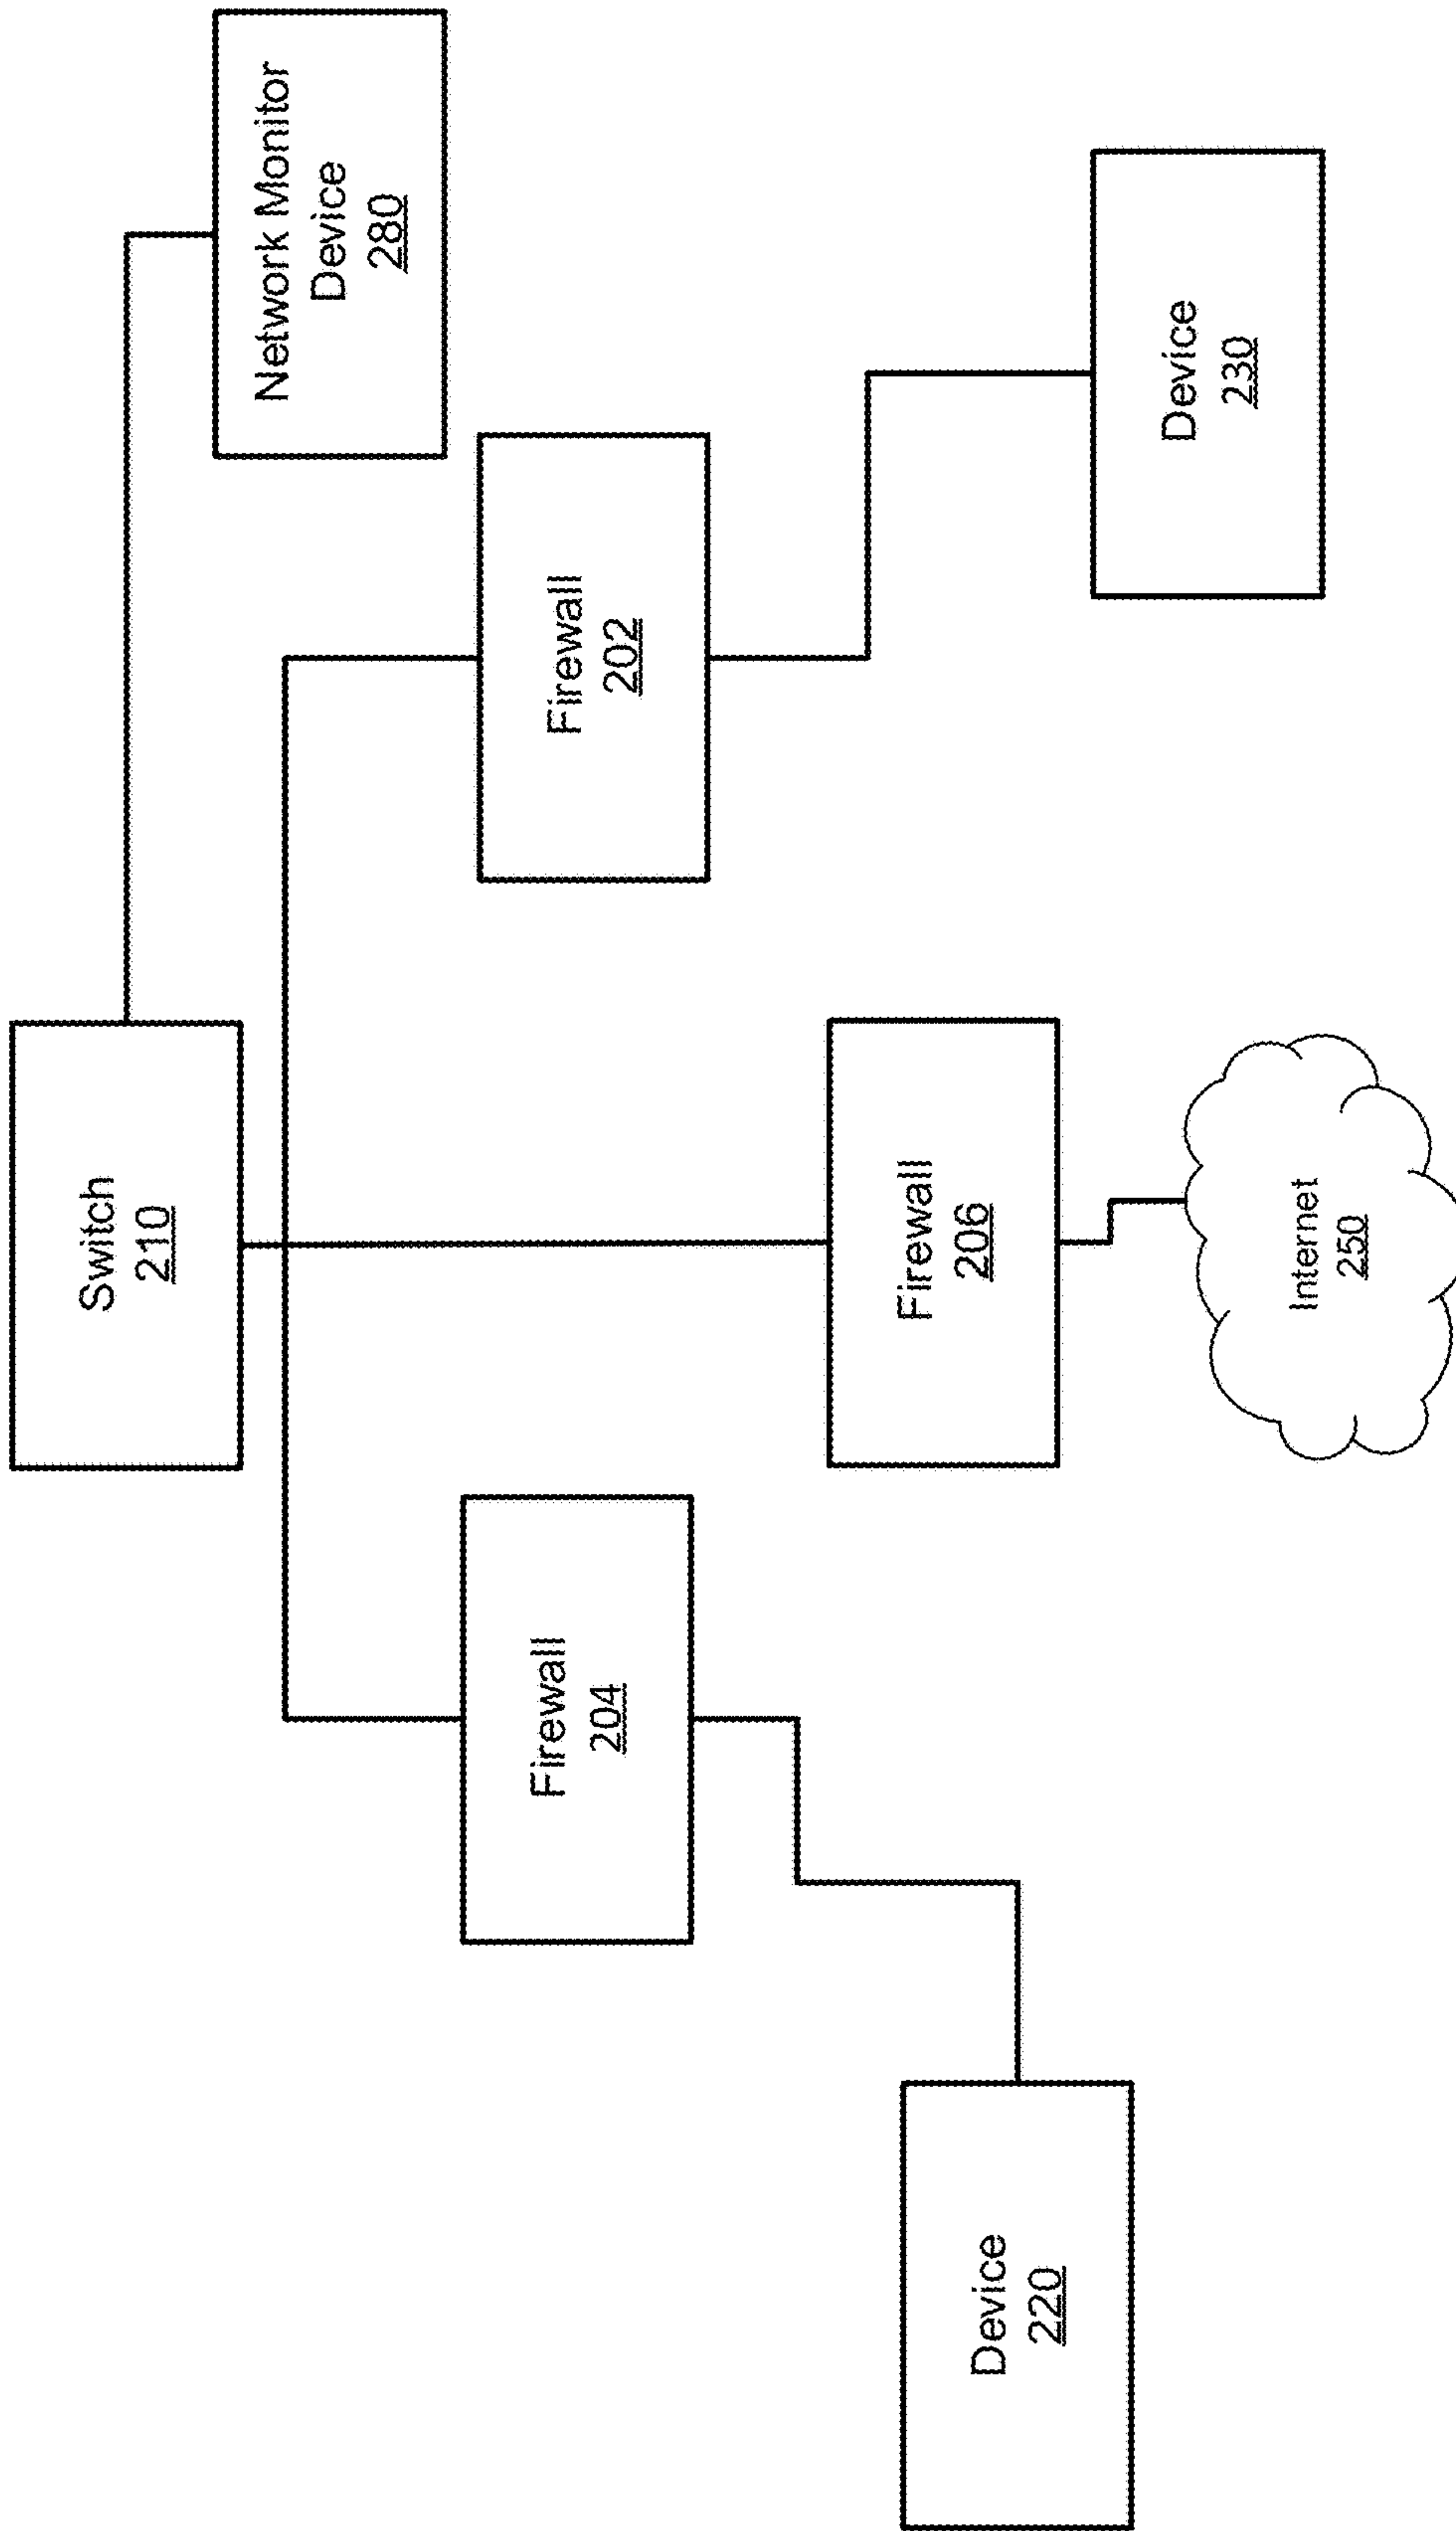 Switch
210
Network Monitor
Device
280
Firewall
204
Firewall
202
Firewall
206
Device
220
Internet
250
Device
230